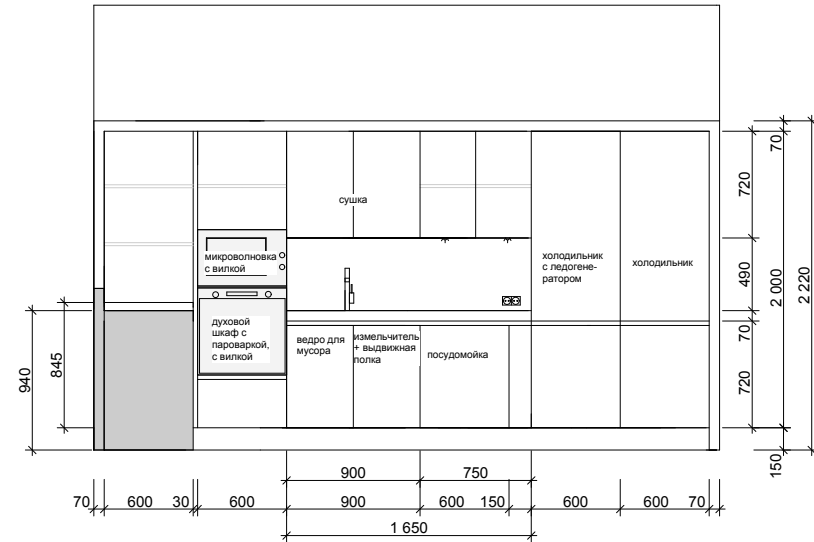 сушка
микроволновка
с вилкой
духовой
шкаф с
пароваркой,
с вилкой
ведро для
мусора
измельчитель
+ выдвижная
полка
посудомойка
холодильник
с ледогене-
ратором
холодильник
940
845
720
490
70
720
70
2 000
150
2 220
900
750
70
600
30
600
900
600
150
600
600
70
1 650